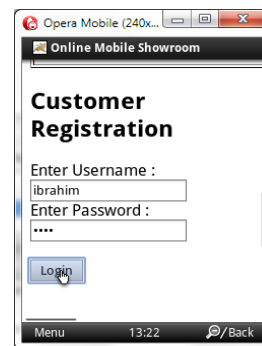 Opera Mobile (240x...
Online Mobile Showroom
Customer
Registration
Enter Username :
ibrahim
Enter Password :
••••
Login
Menu 13:22 /Back